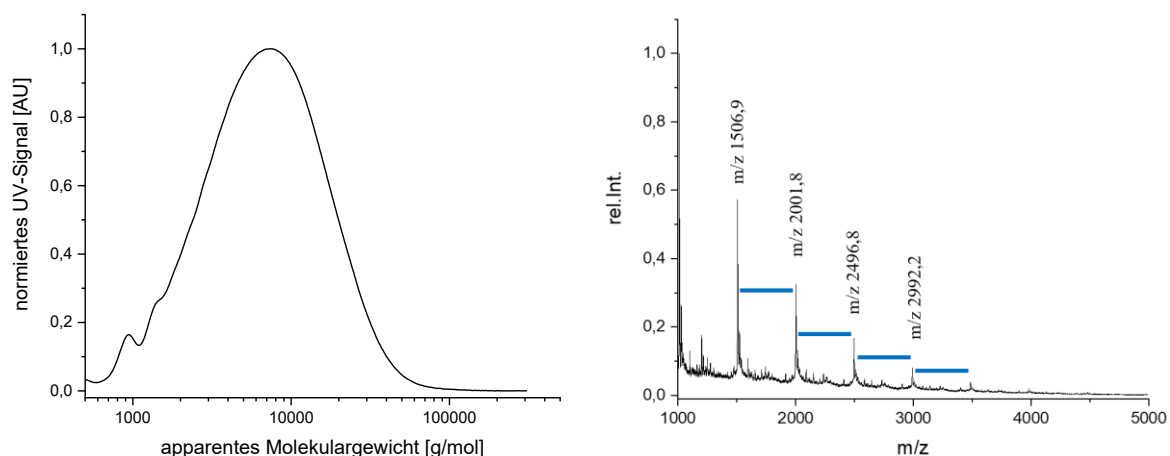 normiertes UV-Signal [AU]
1,0
0,8
0,6
0,4
0,2
0,0
1000
10000
100000
apparentes Molekulargewicht [g/mol]
rel.Int.
1,0
0,8
0,6
0,4
0,2
0,0
m/z 1506,9
m/z 2001,8
m/z 2496,8
m/z 2992,2
1000
2000
3000
4000
5000
m/z